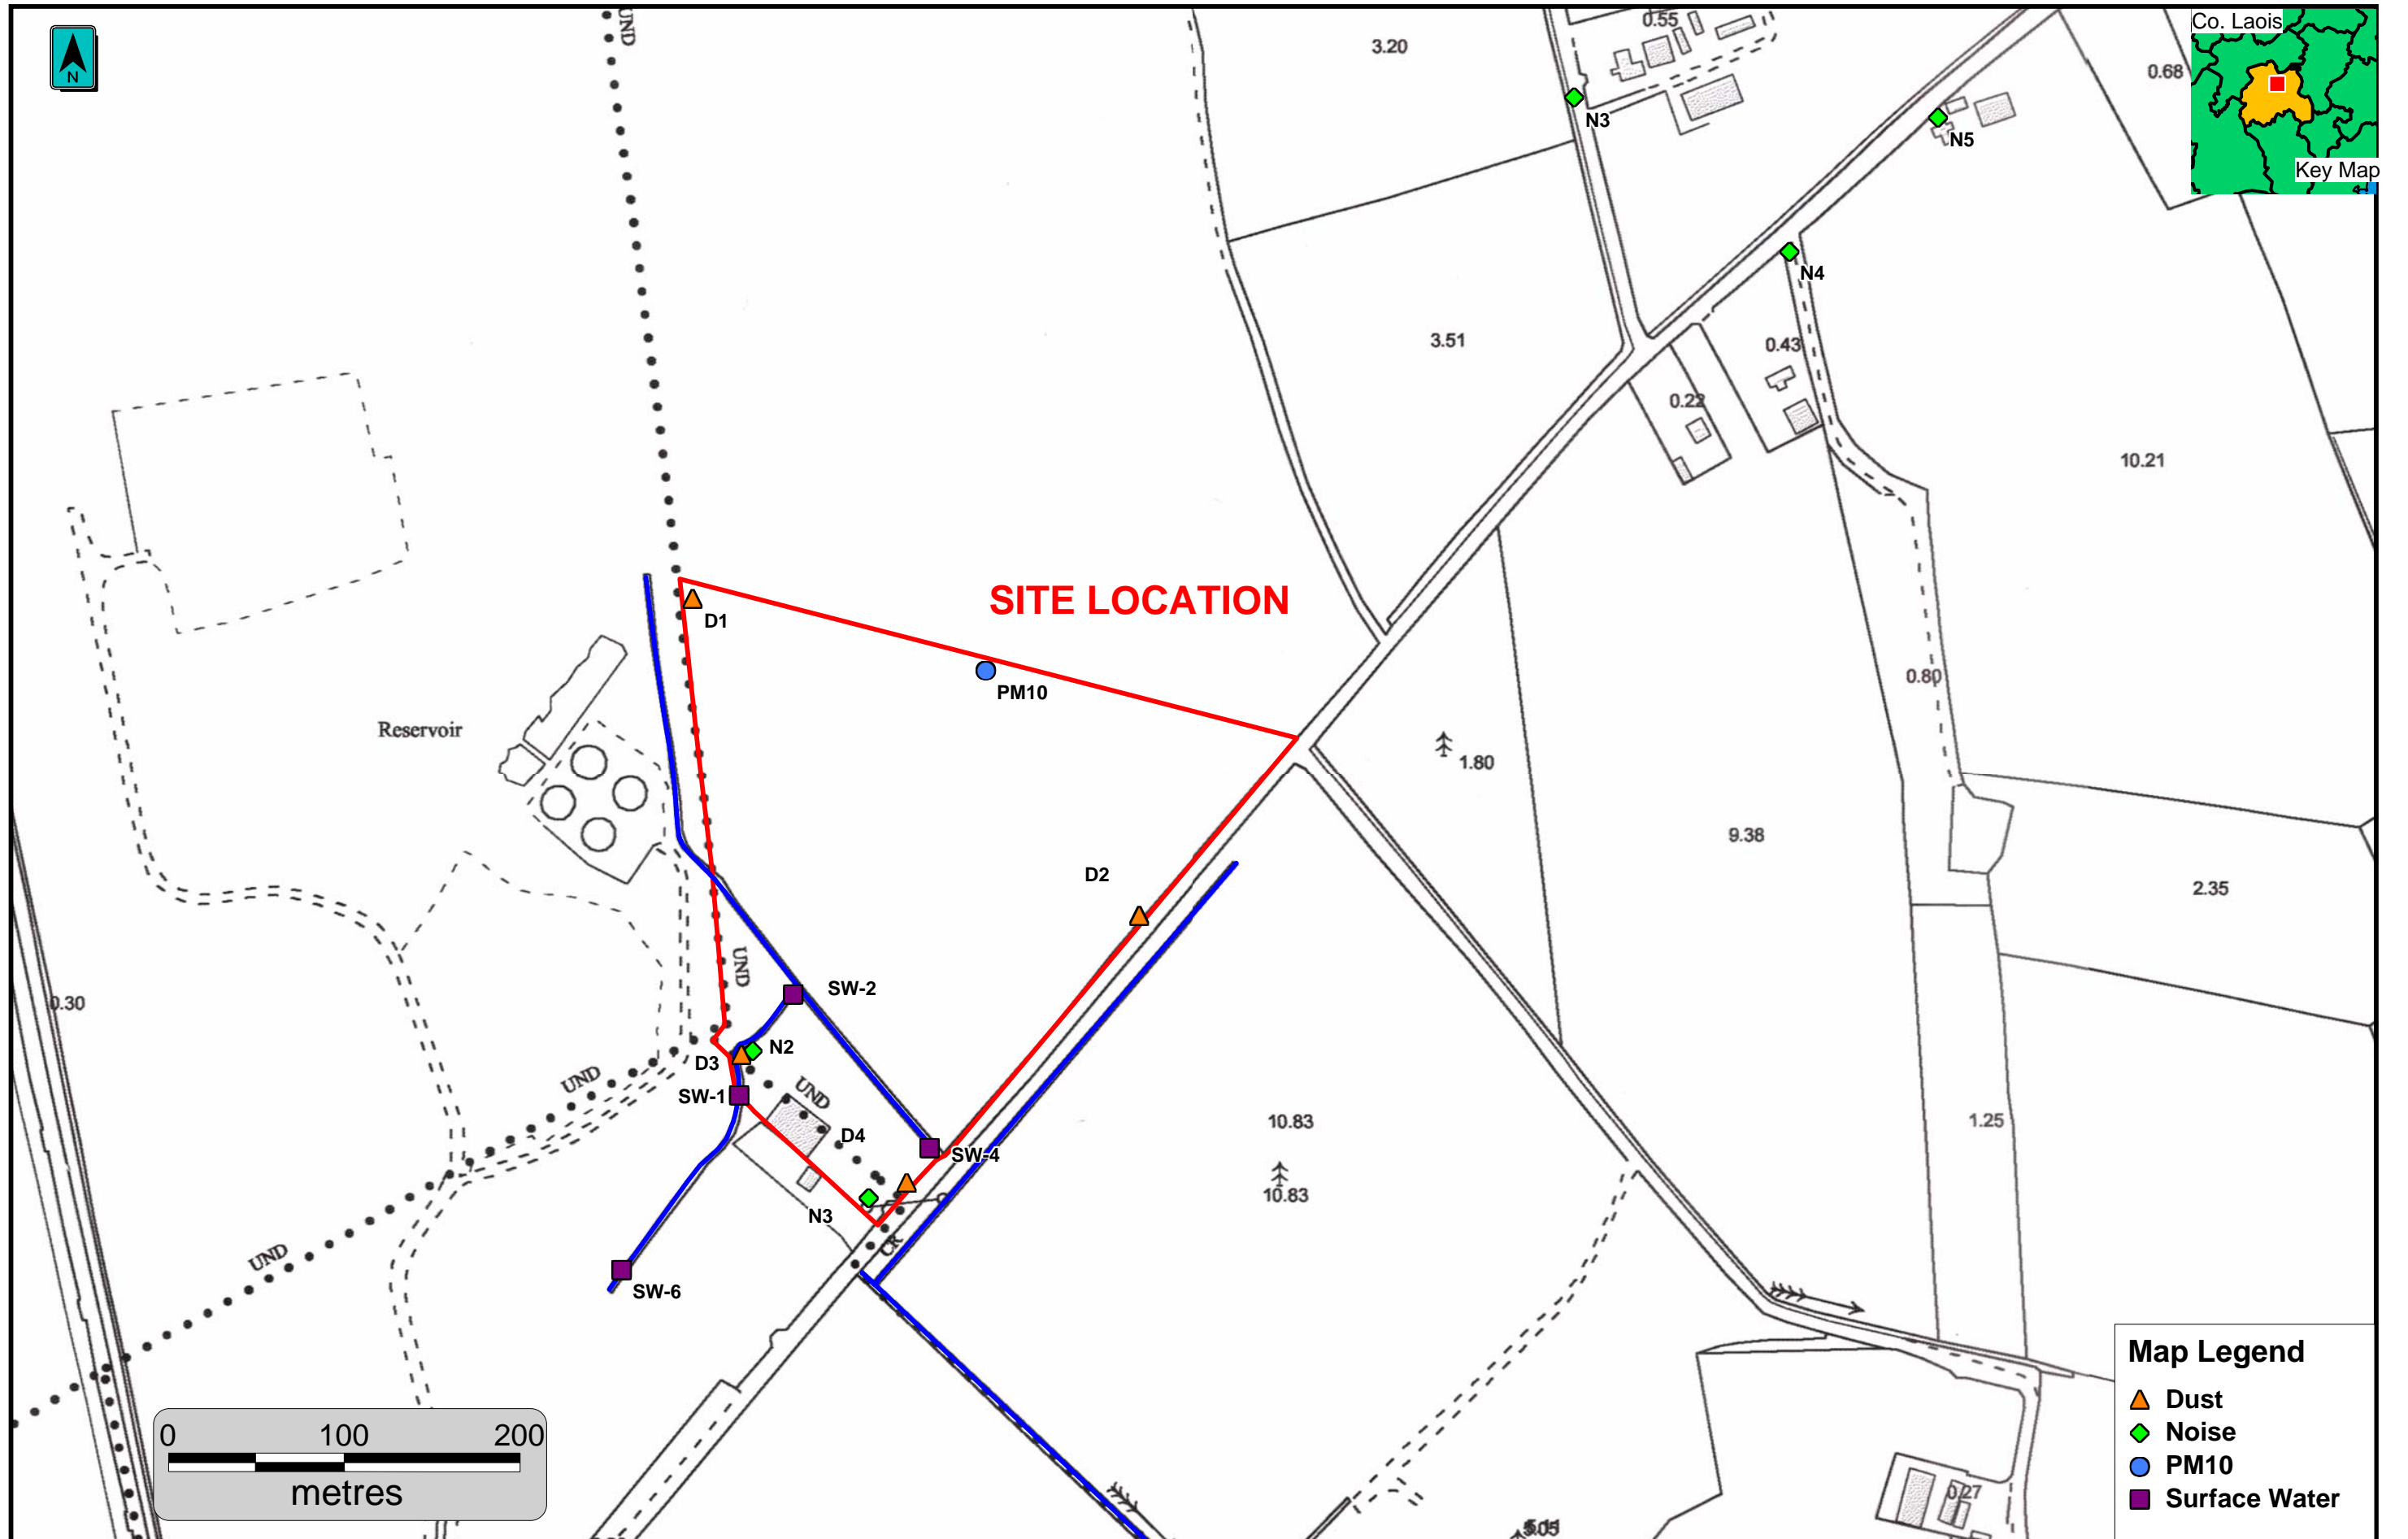 UND
N
3.20
0.55
Co. Laois
0.68
N3
N5
Key Map
N4
3.51
0.43
0.22
10.21
SITE LOCATION
D1
PM10
0.80
Reservoir
1.80
9.38
D2
2.35
UND
SW-2
0.30
N2
D3
UND
UND
SW-1
10.83
1.25
D4
SW-4
10.83
N3
CR
UND
SW-6
Map Legend
Dust
Noise
PM10
Surface Water
0 100 200
metres
0.27